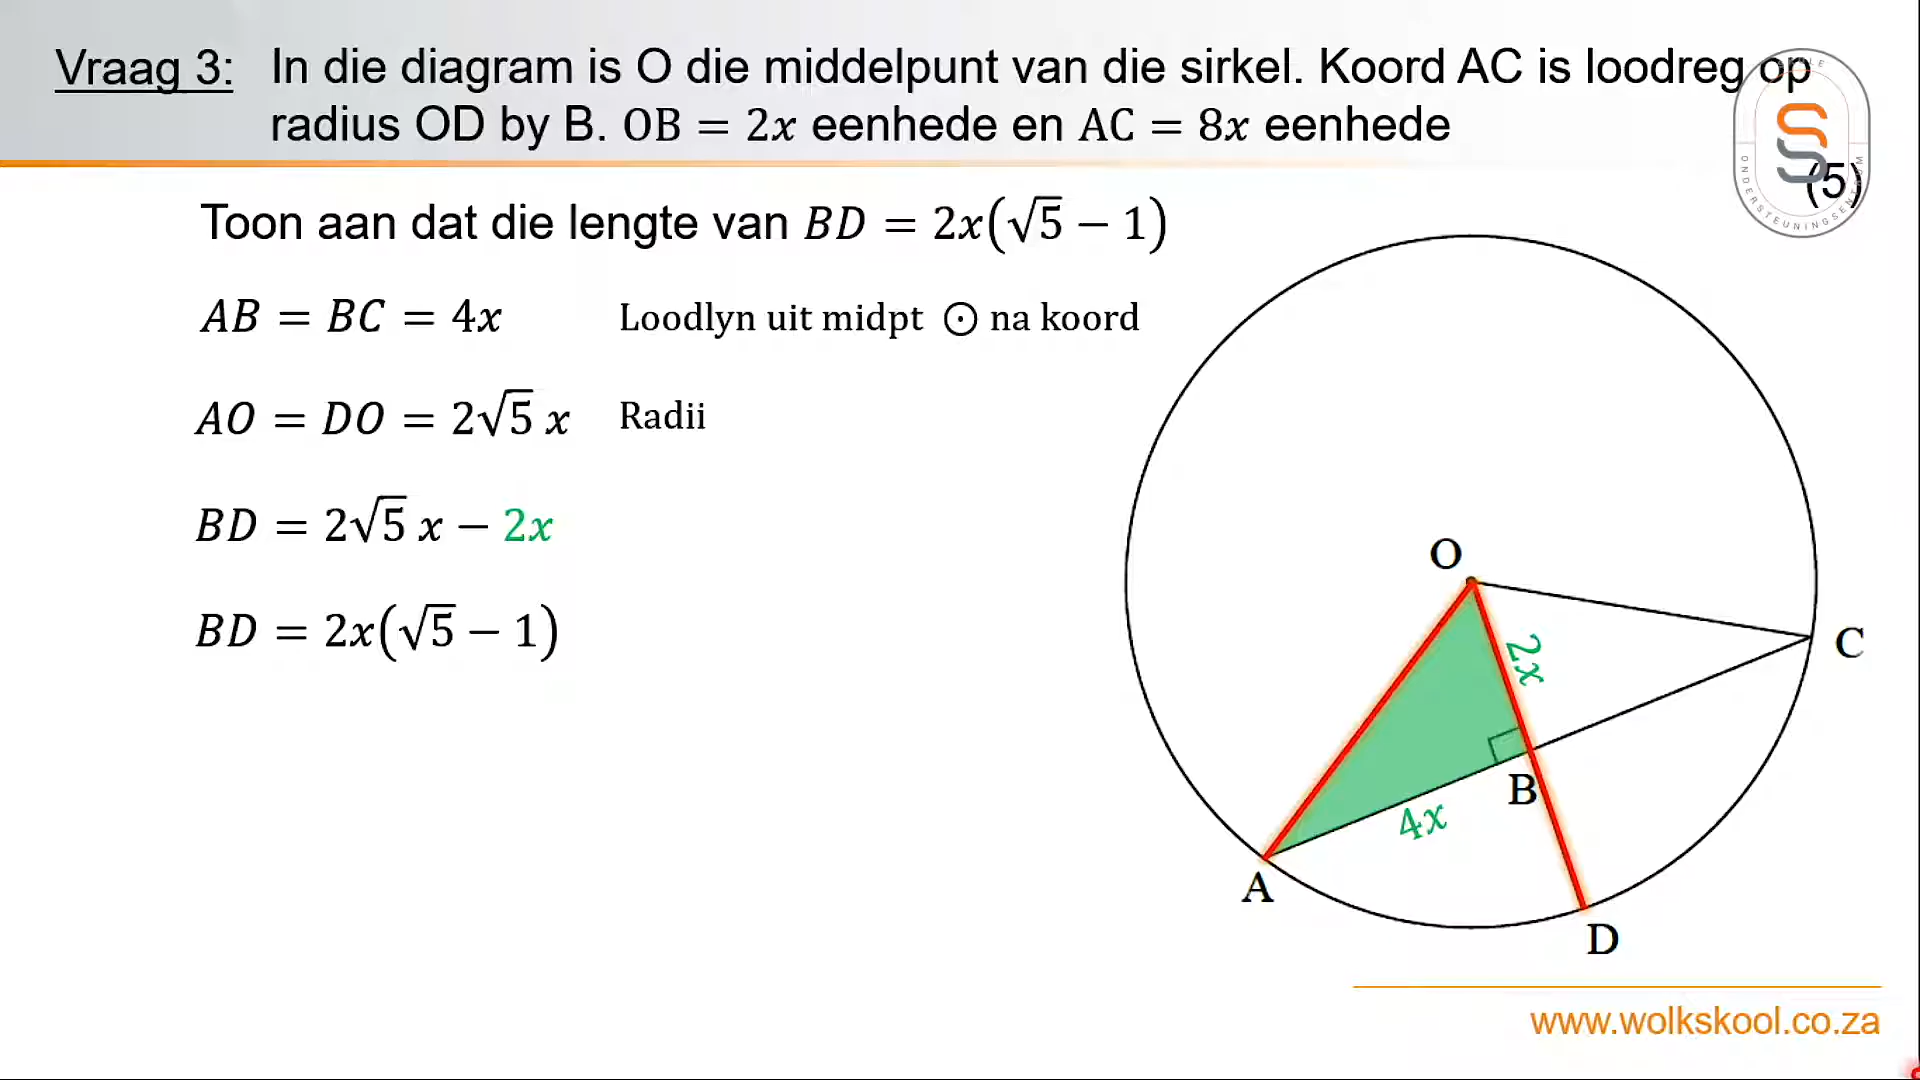 Vraag 3: In die diagram is O die middelpunt van die sirkel. Koord AC is loodreg op
radius OD by B. OB = 2x eenhede en AC = 8x eenhede
(5)
Toon aan dat die lengte van BD = 2x(√5 − 1)
AB = BC = 4x Loodlyn uit midpt ⊙ na koord
AO = DO = 2√5 x Radii
BD = 2√5 x − 2x
BD = 2x(√5 − 1)
O
2x
C
B
4x
A
D
ONDERSTEUNINGSENTRUM
www.wolkskool.co.za